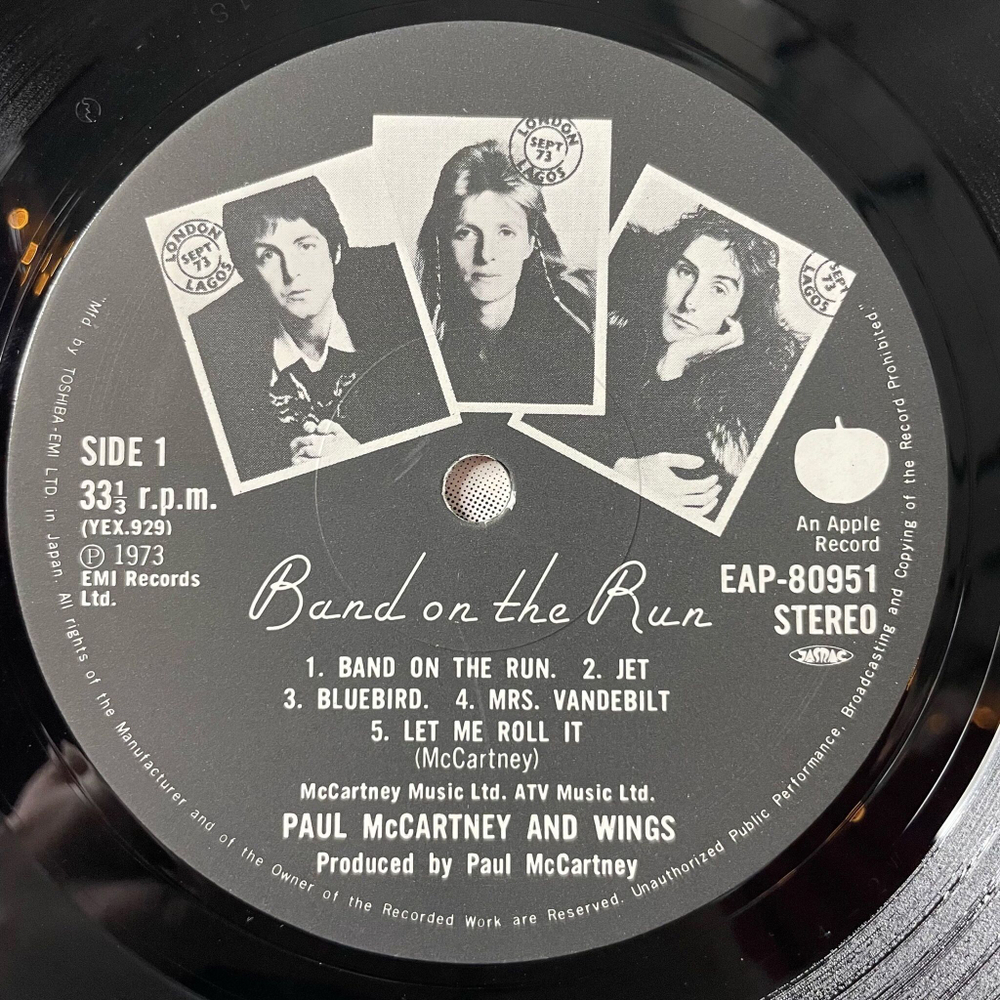 LONDON
SEPT
73
LAGOS
LONDON
SEPT
73
LAGOS
SEPT
73
LAGOS
SIDE 1
33⅓ r.p.m.
(YEX.929)
Ⓟ 1973
EMI Records
Ltd.
An Apple
Record
EAP-80951
STEREO
JASRAC
Band on the Run
1. BAND ON THE RUN. 2. JET
3. BLUEBIRD. 4. MRS. VANDEBILT
5. LET ME ROLL IT
(McCartney)
McCartney Music Ltd. ATV Music Ltd.
PAUL McCARTNEY AND WINGS
Produced by Paul McCartney
"Mfd by TOSHIBA-EMI LTD. in Japan. All rights of the Manufacturer and of the Owner of the Recorded Work are Reserved. Unauthorized Public Performance, Broadcasting and Copying of the Record Prohibited."